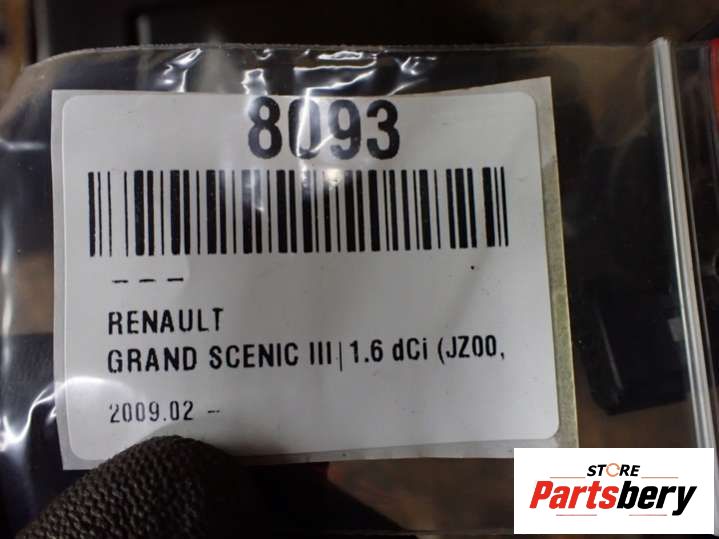 8093
- - -
RENAULT
GRAND SCENIC III | 1.6 dCi (JZ00,
2009.02 -
STORE
Partsbery